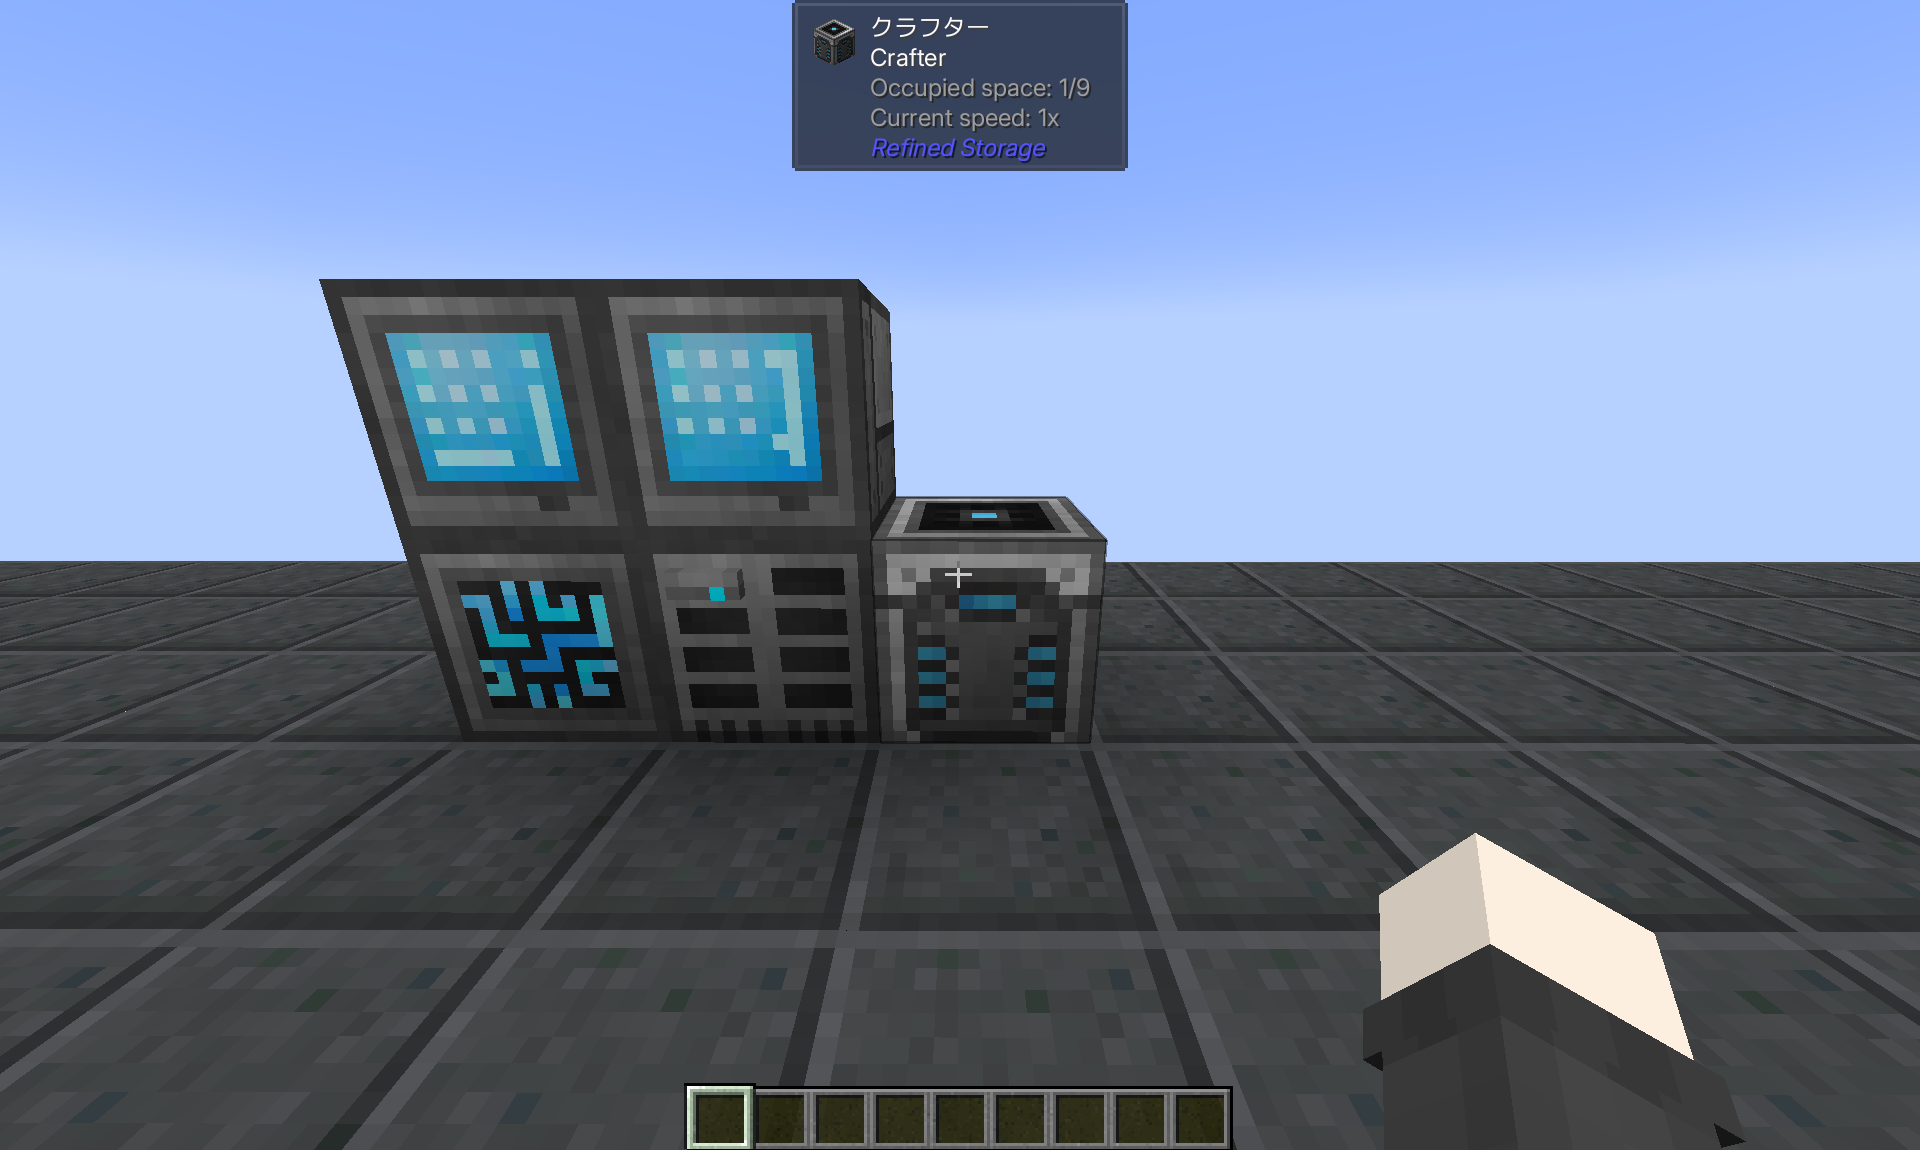 クラフター
Crafter
Occupied space: 1/9
Current speed: 1x
Refined Storage